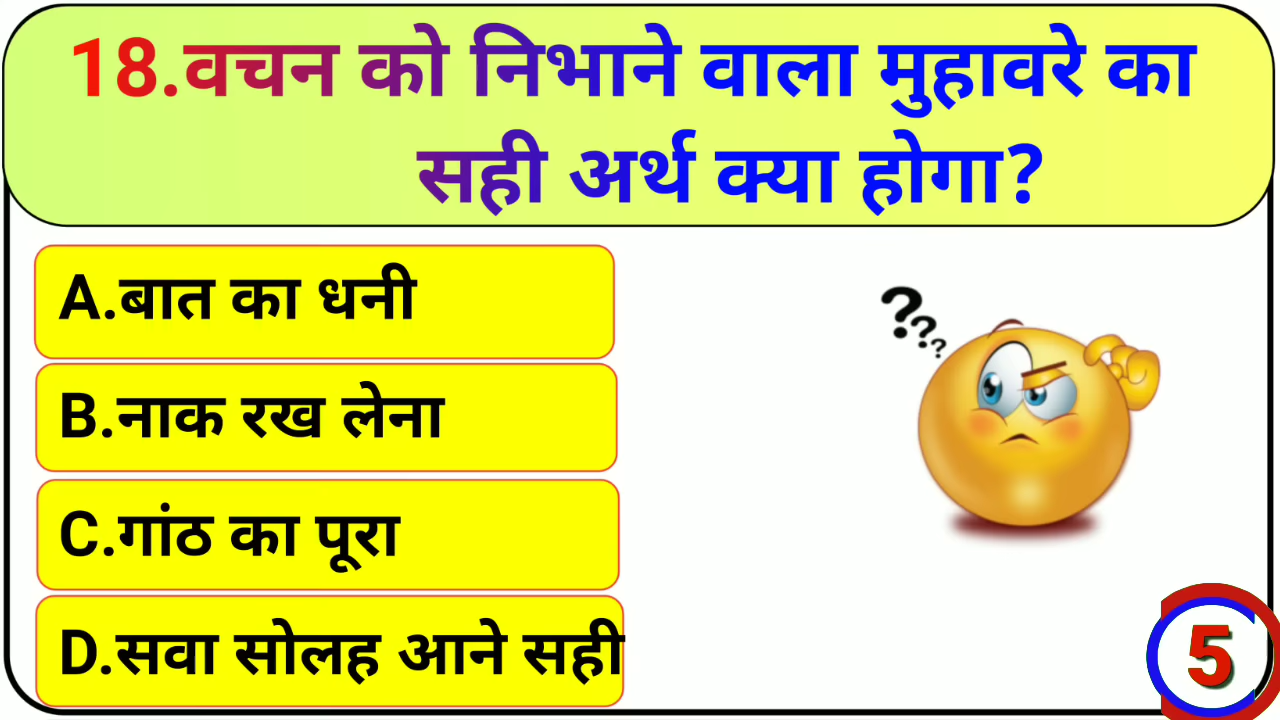 18.वचन को निभाने वाला मुहावरे का
सही अर्थ क्या होगा?
A.बात का धनी
B.नाक रख लेना
C.गांठ का पूरा
D.सवा सोलह आने सही
???
5